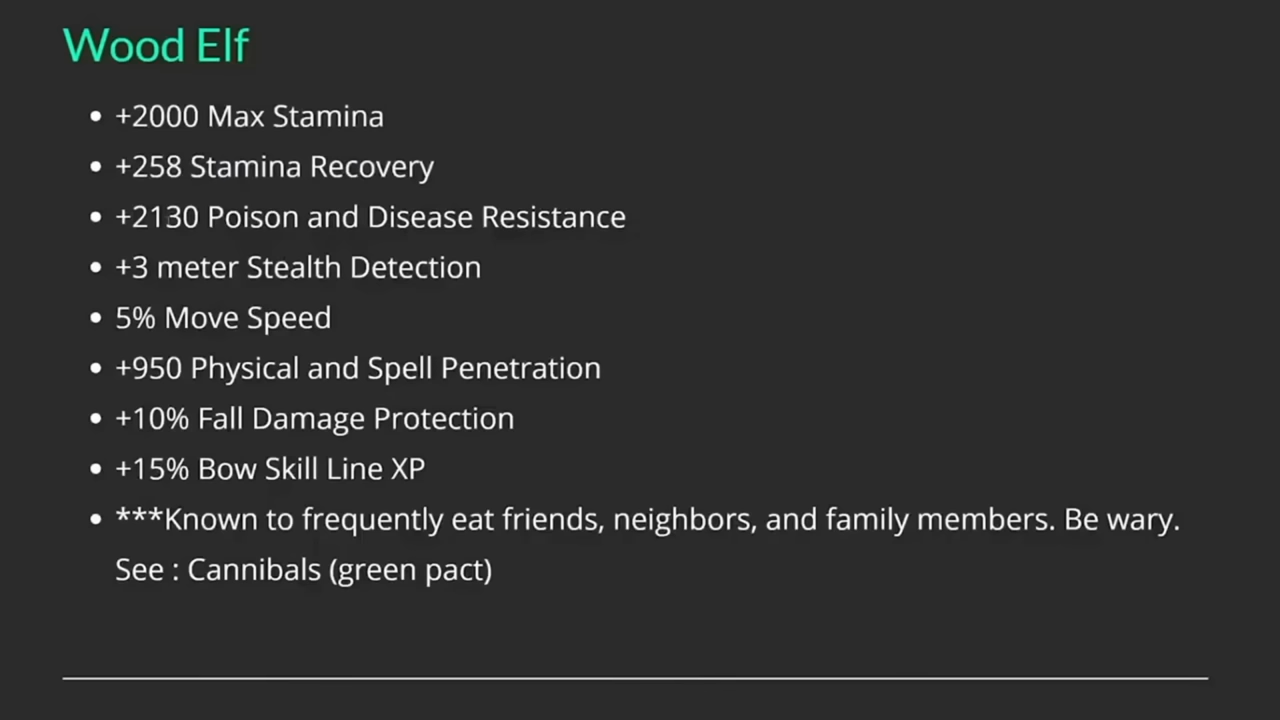 Wood Elf
• +2000 Max Stamina
• +258 Stamina Recovery
• +2130 Poison and Disease Resistance
• +3 meter Stealth Detection
• 5% Move Speed
• +950 Physical and Spell Penetration
• +10% Fall Damage Protection
• +15% Bow Skill Line XP
• ***Known to frequently eat friends, neighbors, and family members. Be wary.
See : Cannibals (green pact)